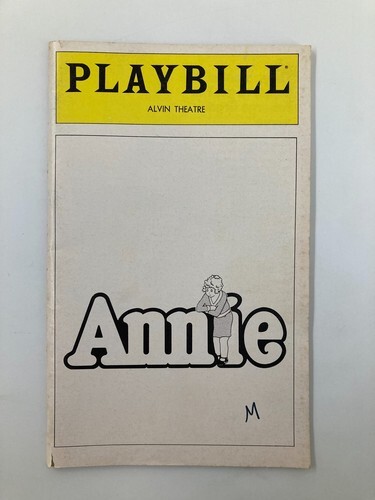 PLAYBILL®
ALVIN THEATRE
Annie
M